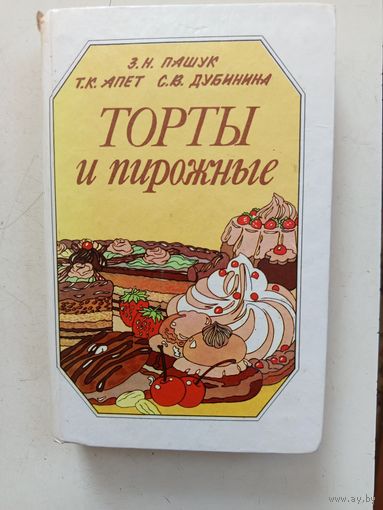 З.Н. ПАШУК
Т.К. АПЕТ С.В. ДУБИНИНА
ТОРТЫ
и пирожные
www.ay.by